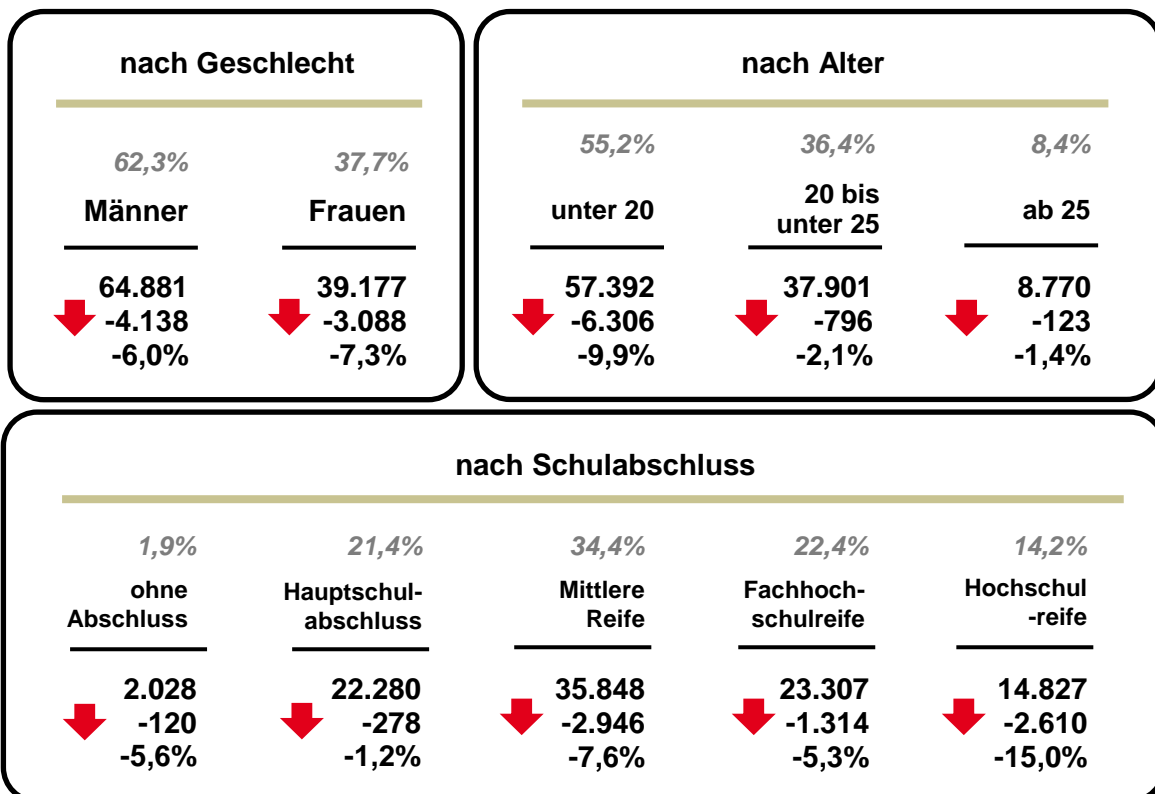 nach Geschlecht
62,3% 37,7%
Männer Frauen
64.881 39.177
-4.138 -3.088
-6,0% -7,3%
nach Alter
55,2% 36,4% 8,4%
unter 20 20 bis unter 25 ab 25
57.392 37.901 8.770
-6.306 -796 -123
-9,9% -2,1% -1,4%
nach Schulabschluss
1,9% 21,4% 34,4% 22,4% 14,2%
ohne Hauptschul- Mittlere Fachhoch- Hochschul
Abschluss abschluss Reife schulreife -reife
2.028 22.280 35.848 23.307 14.827
-120 -278 -2.946 -1.314 -2.610
-5,6% -1,2% -7,6% -5,3% -15,0%